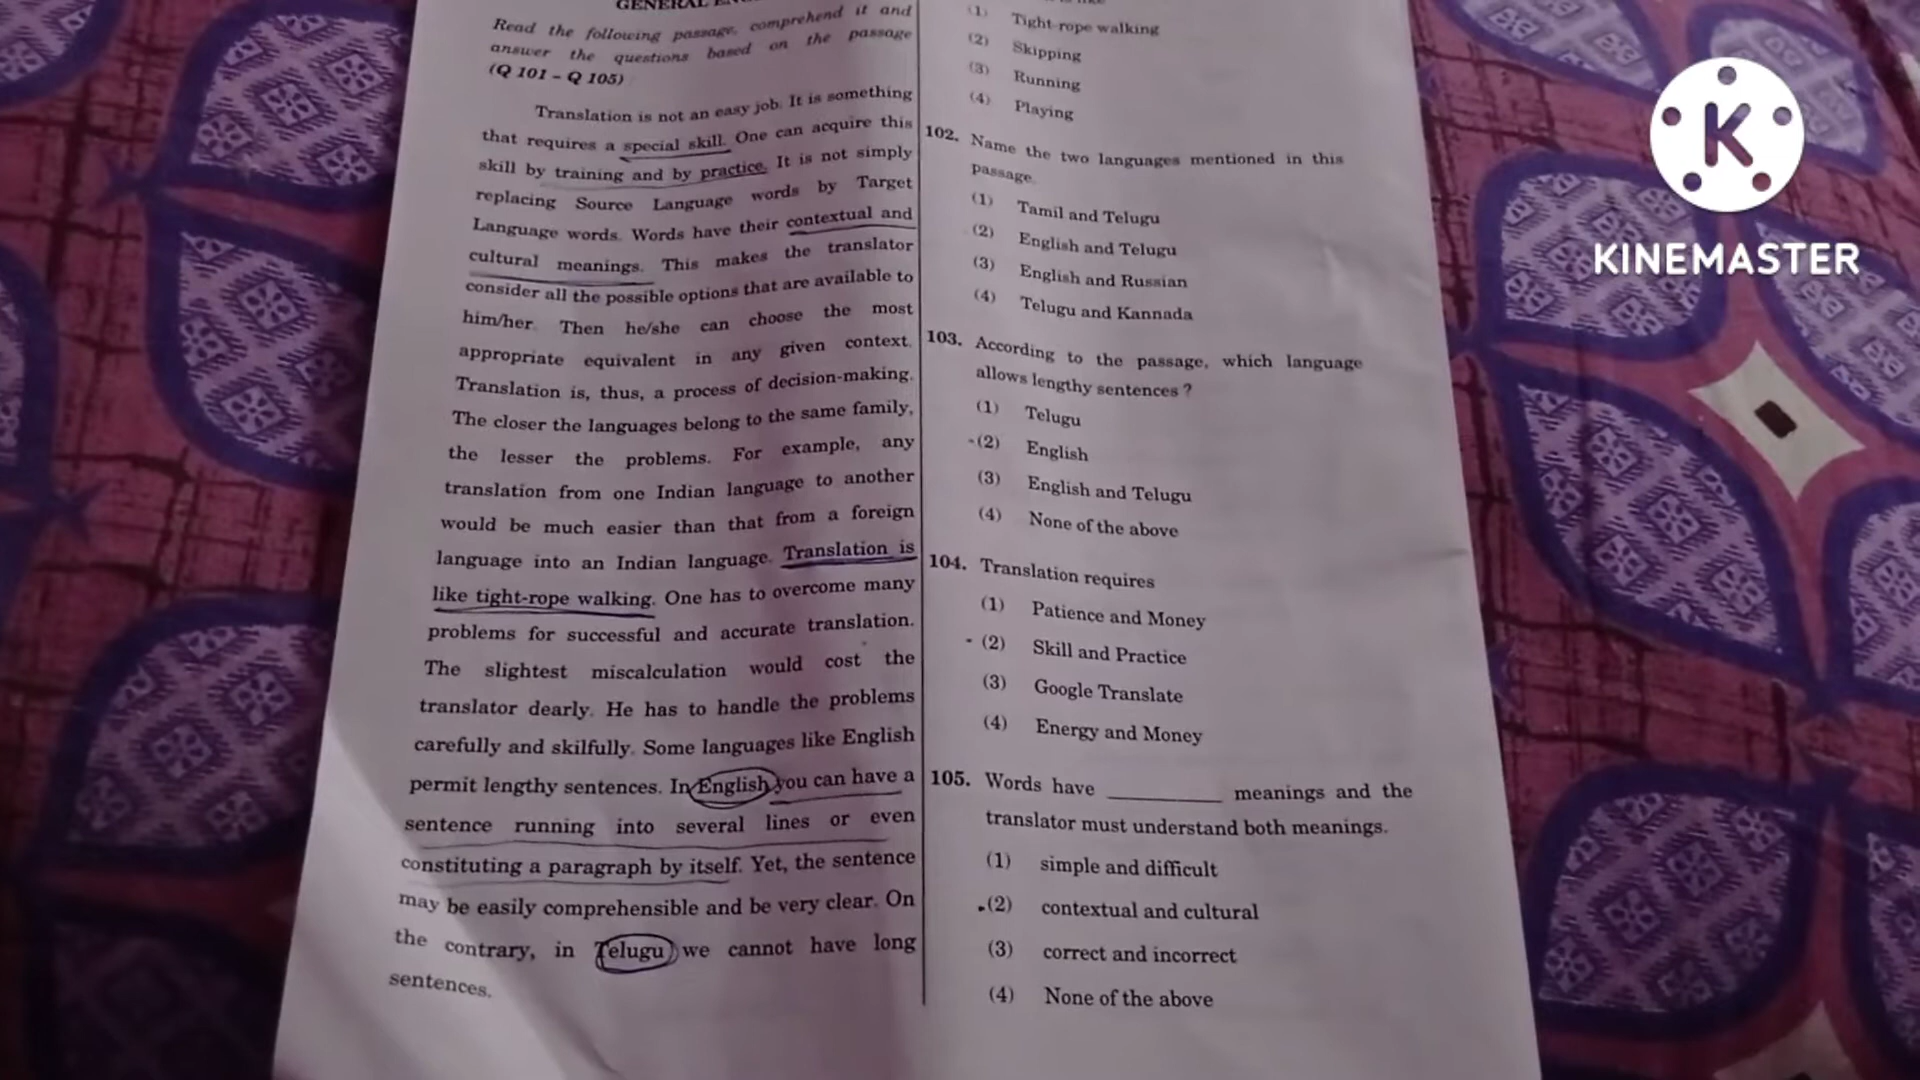 GENERAL
Read the following passage, comprehend it and
answer the questions based on the passage
(Q 101 – Q 105)
Translation is not an easy job. It is something
that requires a special skill. One can acquire this
skill by training and by practice. It is not simply
replacing Source Language words by Target
Language words. Words have their contextual and
cultural meanings. This makes the translator
consider all the possible options that are available to
him/her. Then he/she can choose the most
appropriate equivalent in any given context.
Translation is, thus, a process of decision-making.
The closer the languages belong to the same family,
the lesser the problems. For example, any
translation from one Indian language to another
would be much easier than that from a foreign
language into an Indian language. Translation is
like tight-rope walking. One has to overcome many
problems for successful and accurate translation.
The slightest miscalculation would cost the
translator dearly. He has to handle the problems
carefully and skilfully. Some languages like English
permit lengthy sentences. In English you can have a
sentence running into several lines or even
constituting a paragraph by itself. Yet, the sentence
may be easily comprehensible and be very clear. On
the contrary, in Telugu we cannot have long
sentences.
(1) Tight-rope walking
(2) Skipping
(3) Running
(4) Playing
102. Name the two languages mentioned in this
passage.
(1) Tamil and Telugu
(2) English and Telugu
(3) English and Russian
(4) Telugu and Kannada
103. According to the passage, which language
allows lengthy sentences ?
(1) Telugu
(2) English
(3) English and Telugu
(4) None of the above
104. Translation requires
(1) Patience and Money
(2) Skill and Practice
(3) Google Translate
(4) Energy and Money
105. Words have __________ meanings and the
translator must understand both meanings.
(1) simple and difficult
(2) contextual and cultural
(3) correct and incorrect
(4) None of the above
K
KINEMASTER